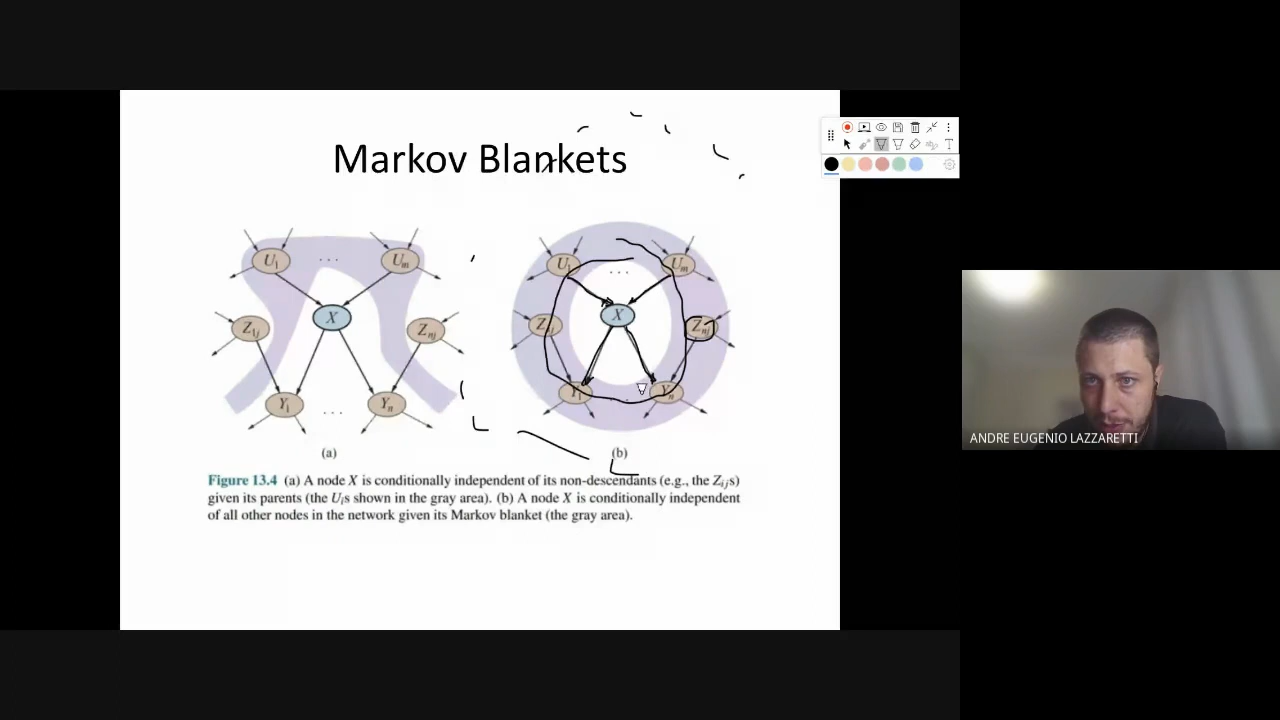 Markov Blankets
U1 ... Um
X
Z1j Znj
Y1 ... Yn
(a)
U1 ... Um
X
Z1j Znj
Y1 Yn
(b)
Figure 13.4 (a) A node X is conditionally independent of its non-descendants (e.g., the Zijs)
given its parents (the Uis shown in the gray area). (b) A node X is conditionally independent
of all other nodes in the network given its Markov blanket (the gray area).
ANDRE EUGENIO LAZZARETTI